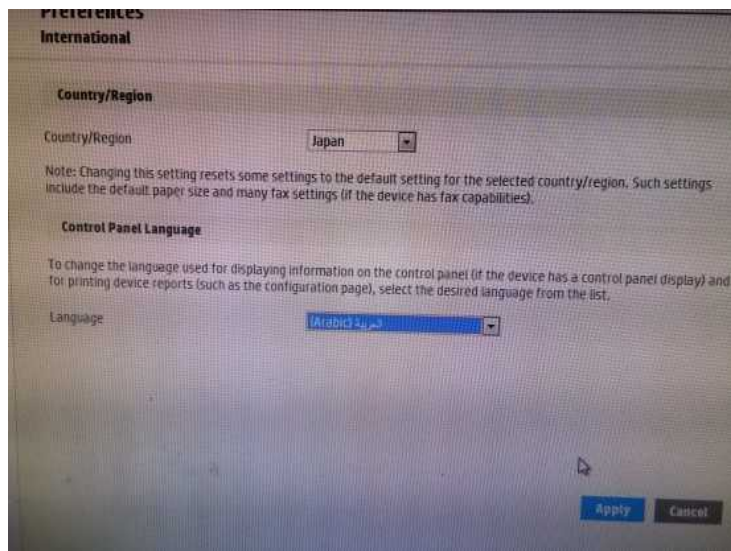 Preferences
International
Country/Region
Country/Region
Japan
Note: Changing this setting resets some settings to the default setting for the selected country/region. Such settings
include the default paper size and many fax settings (if the device has fax capabilities).
Control Panel Language
To change the language used for displaying information on the control panel (if the device has a control panel display) and
for printing device reports (such as the configuration page), select the desired language from the list.
Language
العربية (Arabic)
Apply
Cancel